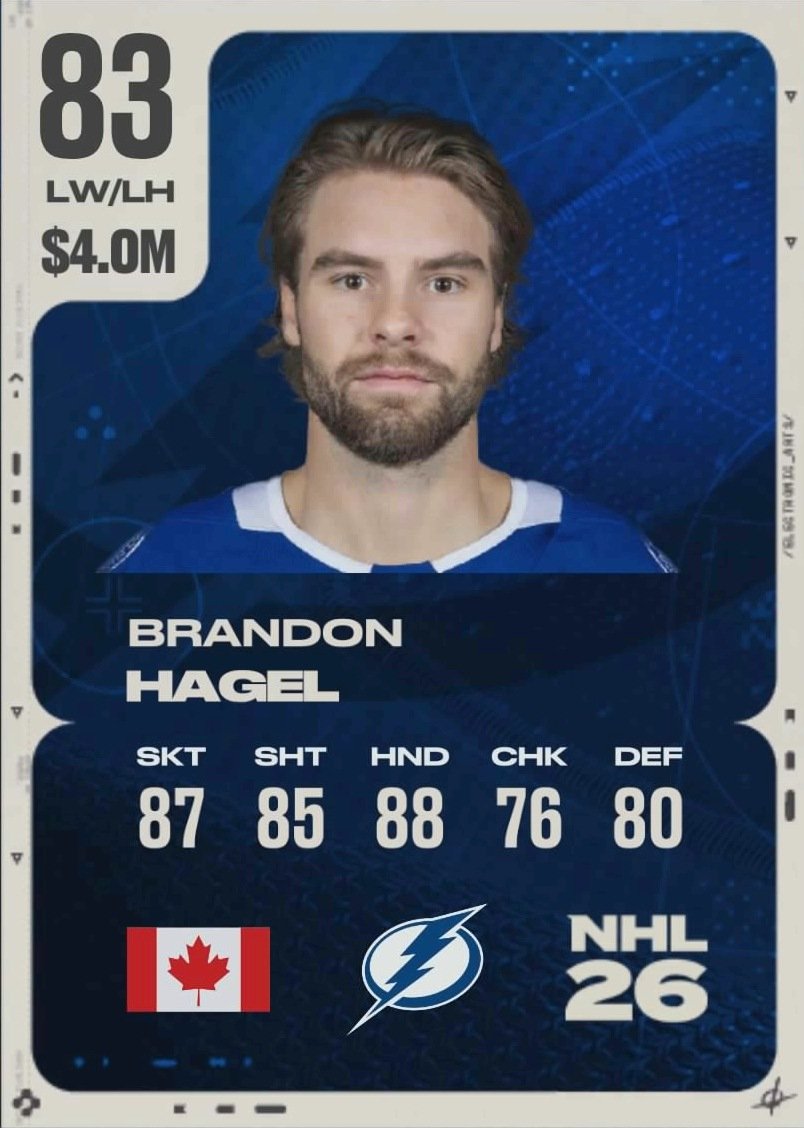 83
LW/LH
$4.0M
BRANDON
HAGEL
SKT SHT HND CHK DEF
87 85 88 76 80
NHL
26